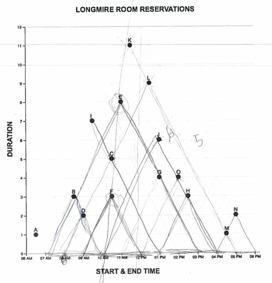 LONGMIRE ROOM RESERVATIONS
12
11
10
9
8
7
6
5
4
3
2
1
0
DURATION
K
L
E
I
J
C
G
O
B
F
H
D
N
A
M
4
5
06 AM 07 AM 08 AM 09 AM 10 AM 11 AM 12 PM 01 PM 02 PM 03 PM 04 PM 05 PM 06 PM
START & END TIME